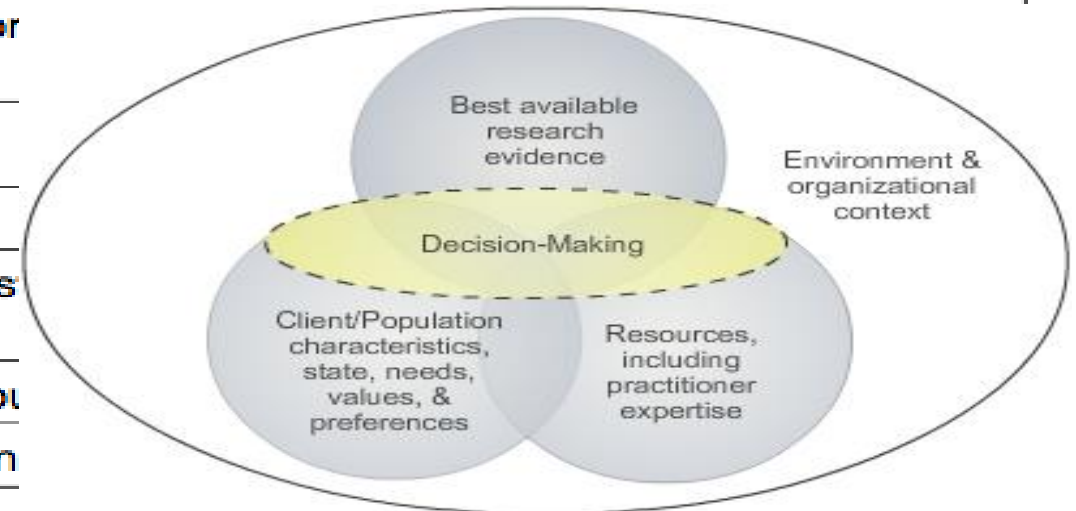 Best available
research
evidence
Environment &
organizational
context
Decision-Making
Client/Population
characteristics,
state, needs,
values, &
preferences
Resources,
including
practitioner
expertise